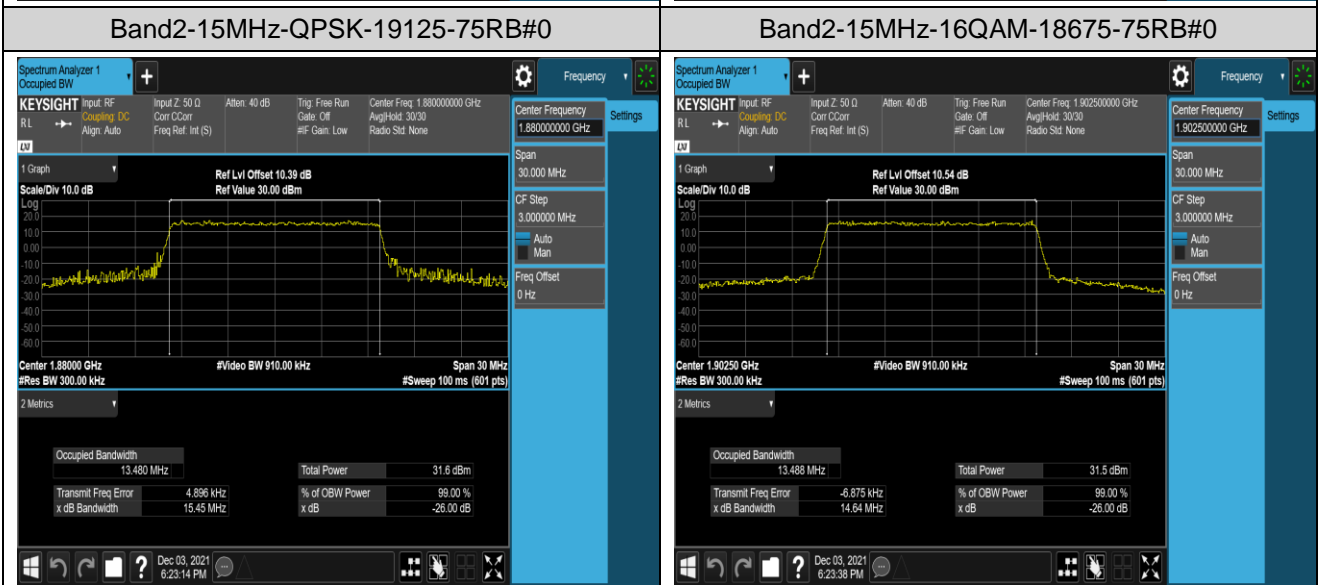 Band2-15MHz-QPSK-19125-75RB#0
Spectrum Analyzer 1
Occupied BW
+
Frequency
KEYSIGHT
RL
LXI
Input: RF
Coupling: DC
Align: Auto
Input Z: 50 Ω
Corr CCorr
Freq Ref: Int (S)
Atten: 40 dB
Trig: Free Run
Gate: Off
#IF Gain: Low
Center Freq: 1.880000000 GHz
Avg|Hold: 30/30
Radio Std: None
Center Frequency
1.880000000 GHz
Settings
Span
30.000 MHz
CF Step
3.000000 MHz
Auto
Man
Freq Offset
0 Hz
1 Graph
Scale/Div 10.0 dB
Ref Lvl Offset 10.39 dB
Ref Value 30.00 dBm
Log
20.0
10.0
0.00
-10.0
-20.0
-30.0
-40.0
-50.0
-60.0
Center 1.88000 GHz
#Res BW 300.00 kHz
#Video BW 910.00 kHz
Span 30 MHz
#Sweep 100 ms (601 pts)
2 Metrics
Occupied Bandwidth
13.480 MHz
Total Power 31.6 dBm
Transmit Freq Error 4.896 kHz
% of OBW Power 99.00 %
x dB Bandwidth 15.45 MHz
x dB -26.00 dB
?
Dec 03, 2021
6:23:14 PM
Band2-15MHz-16QAM-18675-75RB#0
Spectrum Analyzer 1
Occupied BW
+
Frequency
KEYSIGHT
RL
LXI
Input: RF
Coupling: DC
Align: Auto
Input Z: 50 Ω
Corr CCorr
Freq Ref: Int (S)
Atten: 40 dB
Trig: Free Run
Gate: Off
#IF Gain: Low
Center Freq: 1.902500000 GHz
Avg|Hold: 30/30
Radio Std: None
Center Frequency
1.902500000 GHz
Settings
Span
30.000 MHz
CF Step
3.000000 MHz
Auto
Man
Freq Offset
0 Hz
1 Graph
Scale/Div 10.0 dB
Ref Lvl Offset 10.54 dB
Ref Value 30.00 dBm
Log
20.0
10.0
0.00
-10.0
-20.0
-30.0
-40.0
-50.0
-60.0
Center 1.90250 GHz
#Res BW 300.00 kHz
#Video BW 910.00 kHz
Span 30 MHz
#Sweep 100 ms (601 pts)
2 Metrics
Occupied Bandwidth
13.488 MHz
Total Power 31.5 dBm
Transmit Freq Error -6.875 kHz
% of OBW Power 99.00 %
x dB Bandwidth 14.64 MHz
x dB -26.00 dB
?
Dec 03, 2021
6:23:38 PM